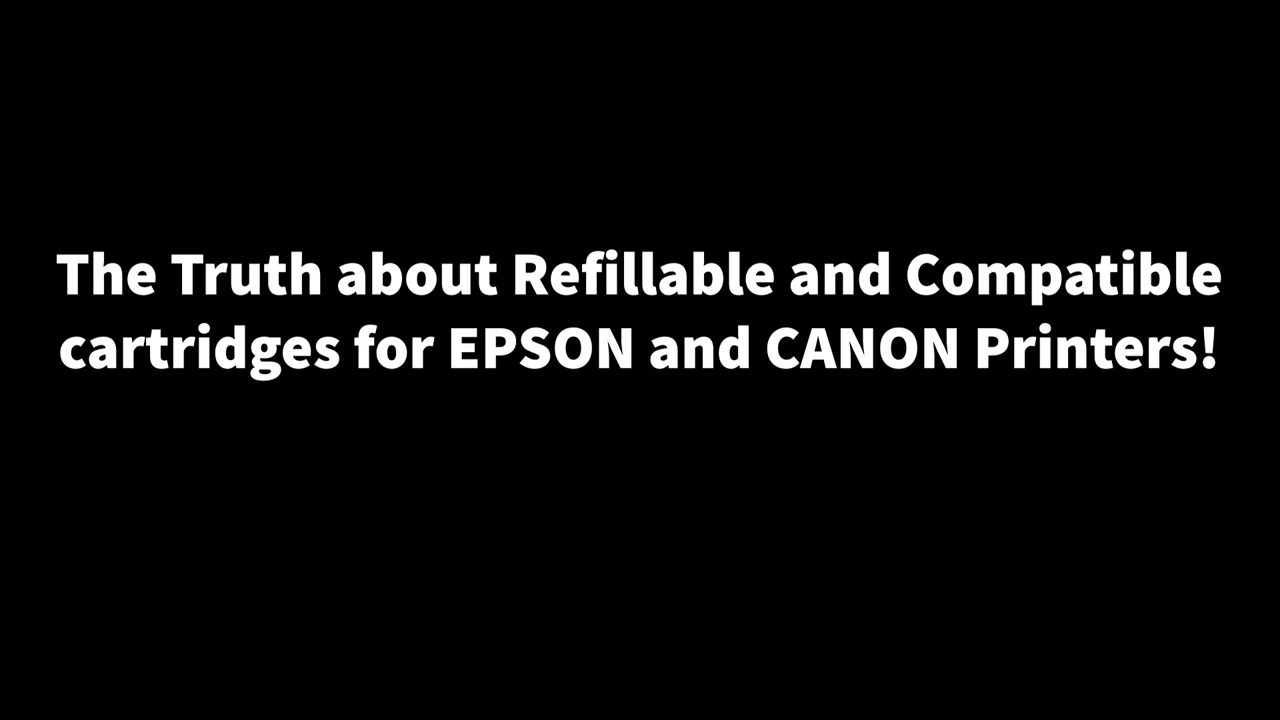 The Truth about Refillable and Compatible
cartridges for EPSON and CANON Printers!